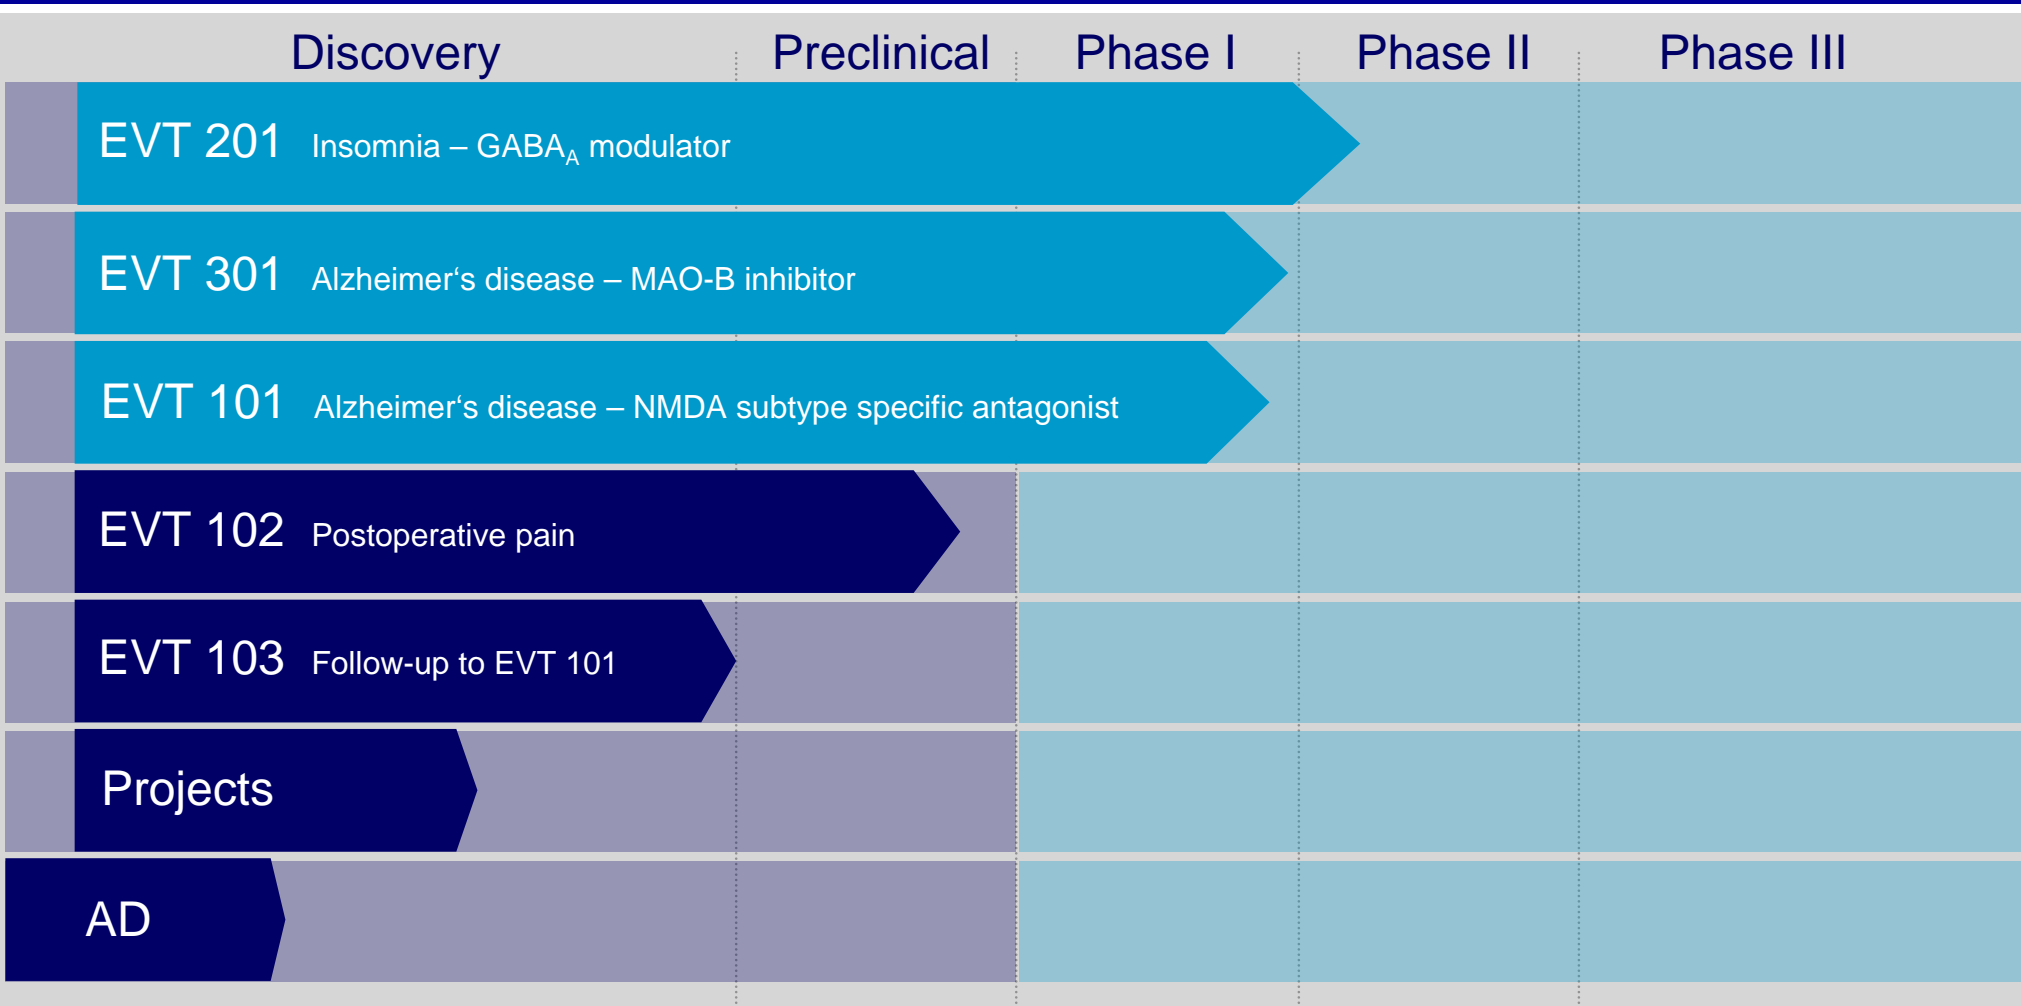 Discovery Preclinical Phase I Phase II Phase III
EVT 201 Insomnia – GABA_A modulator
EVT 301 Alzheimer‘s disease – MAO-B inhibitor
EVT 101 Alzheimer‘s disease – NMDA subtype specific antagonist
EVT 102 Postoperative pain
EVT 103 Follow-up to EVT 101
Projects
AD